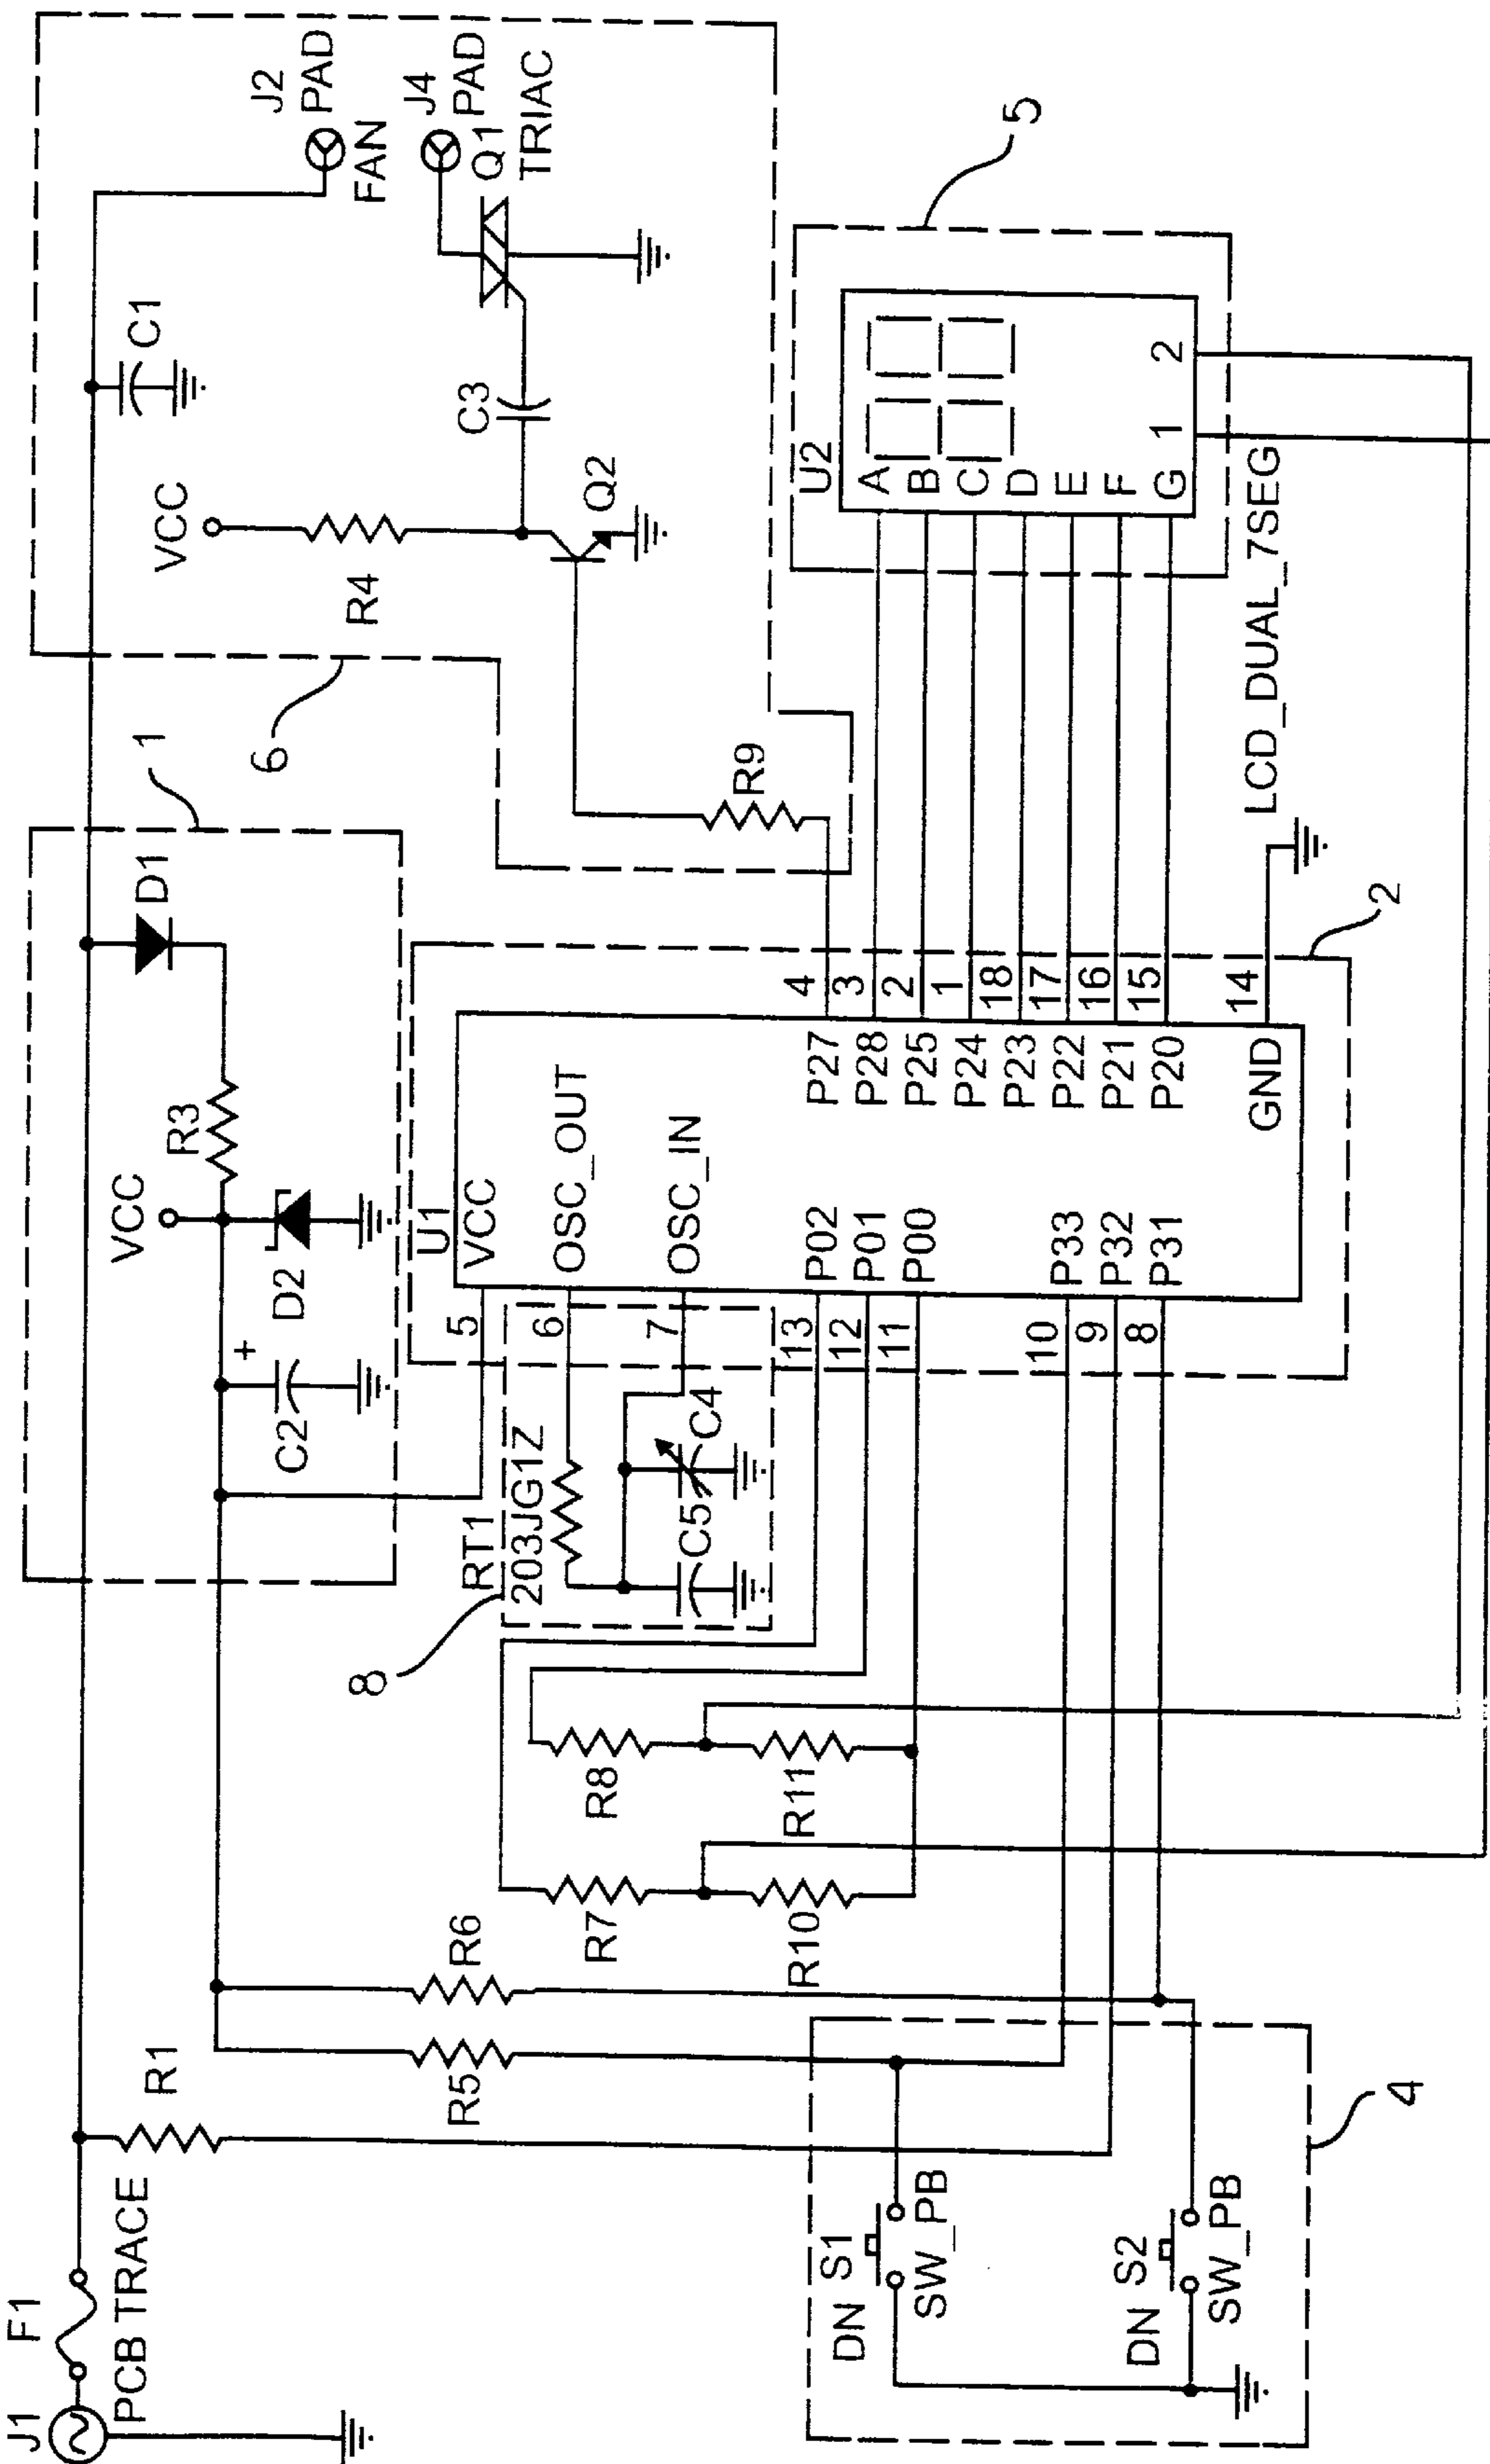 J1
F1
PCB TRACE
R1
R5
R6
VCC
C2
+
D2
R3
D1
1
6
VCC
R4
C1
J2
PAD
FAN
J4
PAD
Q1
TRIAC
C3
Q2
R9
8
RT1
203JG1Z
C5
C4
R7
R8
R10
R11
U1
VCC
OSC_OUT
OSC_IN
P02
P01
P00
P33
P32
P31
5
6
7
13
12
11
10
9
8
P27
P28
P25
P24
P23
P22
P21
P20
GND
4
3
2
1
18
17
16
15
14
2
U2
A
B
C
D
E
F
G
1
2
5
LCD_DUAL_7SEG
DN
S1
SW_PB
DN
S2
SW_PB
4